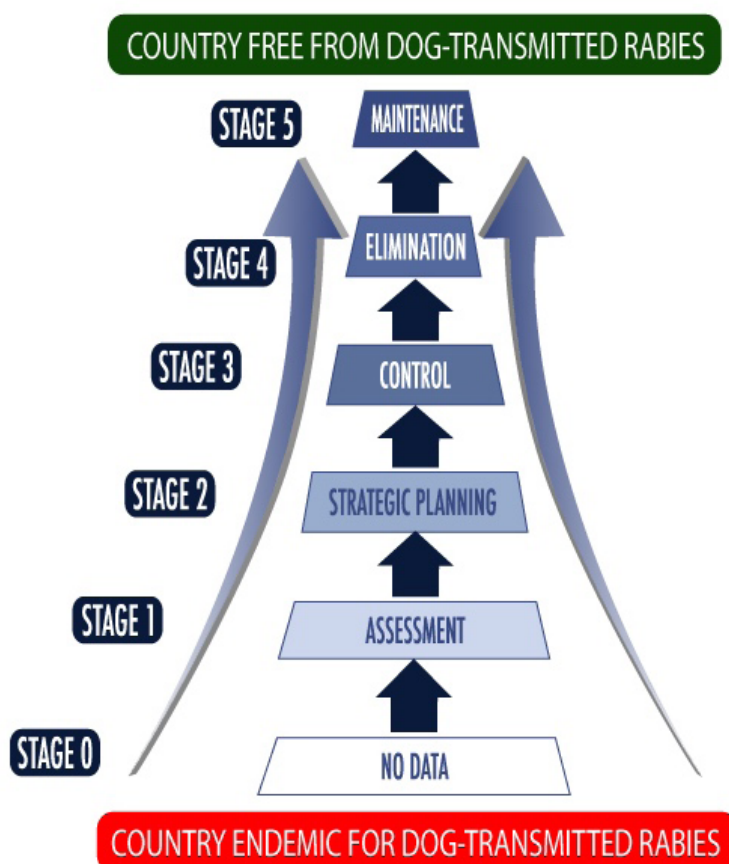 COUNTRY FREE FROM DOG-TRANSMITTED RABIES
STAGE 5
MAINTENANCE
STAGE 4
ELIMINATION
STAGE 3
CONTROL
STAGE 2
STRATEGIC PLANNING
STAGE 1
ASSESSMENT
STAGE 0
NO DATA
COUNTRY ENDEMIC FOR DOG-TRANSMITTED RABIES